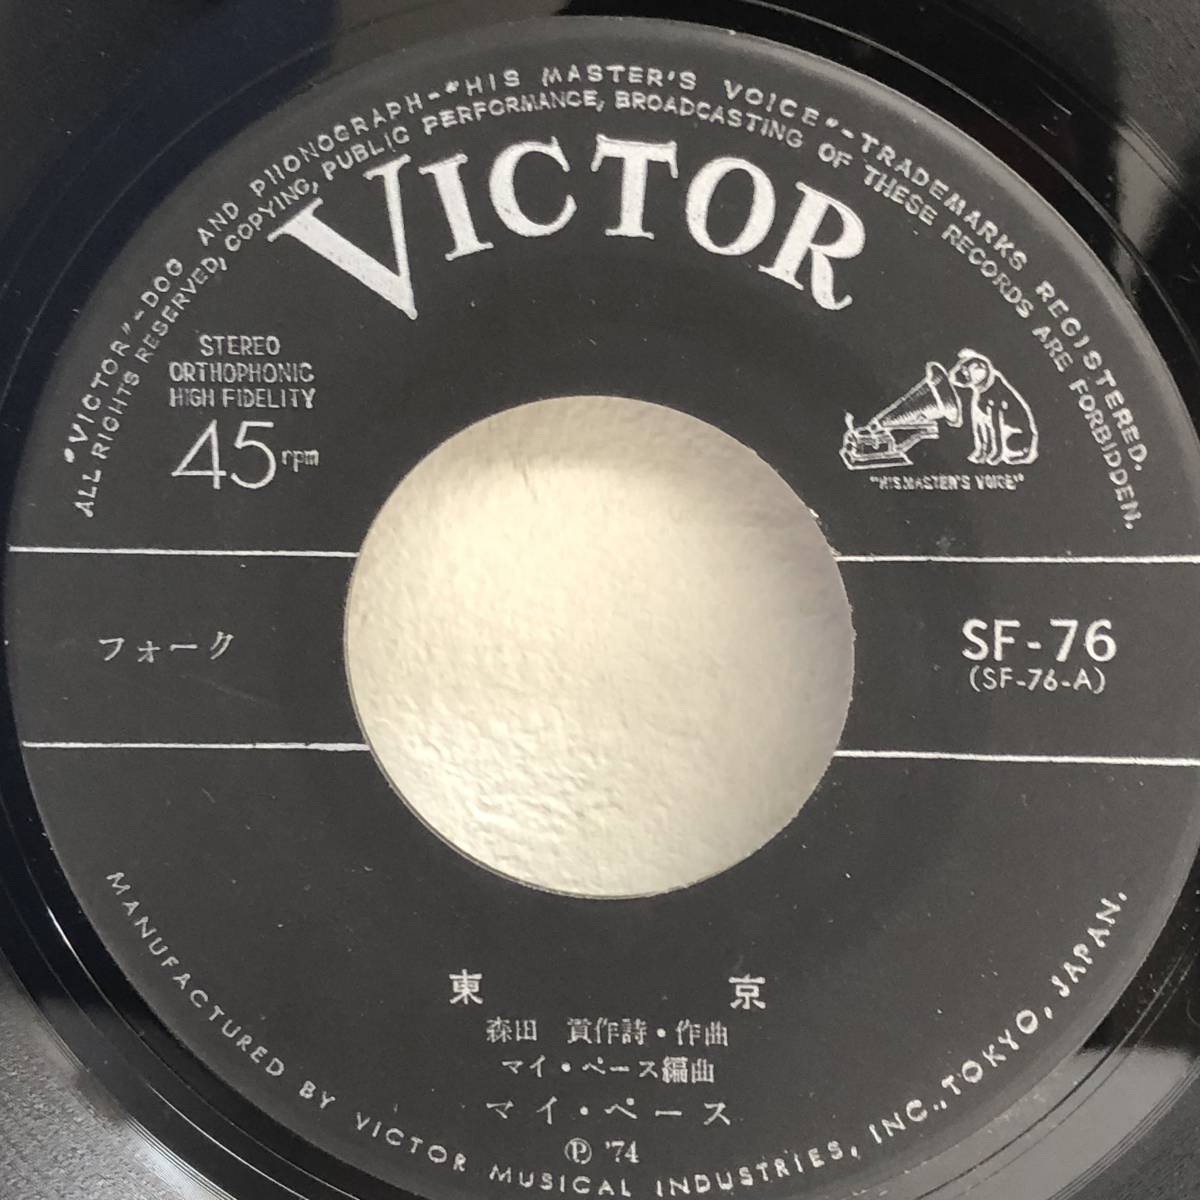 "VICTOR"-DOG AND PHONOGRAPH-"HIS MASTER'S VOICE"-TRADEMARKS REGISTERED.
ALL RIGHTS RESERVED, COPYING, PUBLIC PERFORMANCE, BROADCASTING OF THESE RECORDS ARE FORBIDDEN.
VICTOR
STEREO
ORTHOPHONIC
HIGH FIDELITY
45rpm
"HIS MASTER'S VOICE"
フォーク
SF-76
(SF-76-A)
東京
森田 貢作詩・作曲
マイ・ペース編曲
マイ・ペース
Ⓟ '74
MANUFACTURED BY VICTOR MUSICAL INDUSTRIES, INC., TOKYO, JAPAN.